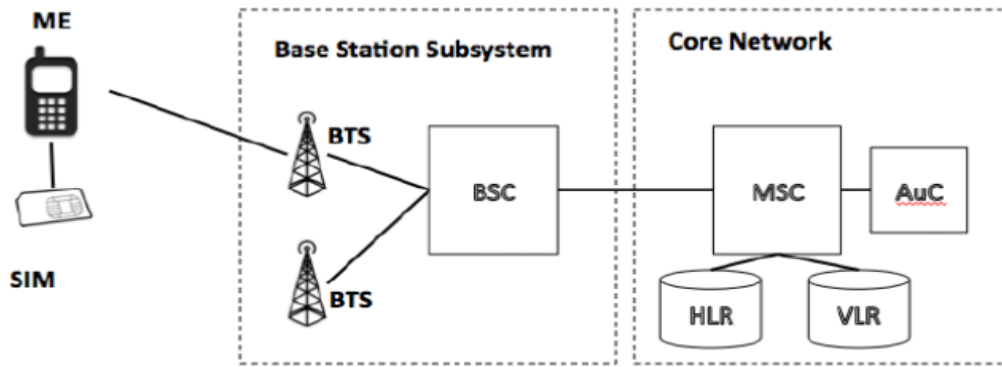 ME
SIM
Base Station Subsystem
BTS
BTS
BSC
Core Network
MSC
AuC
HLR
VLR